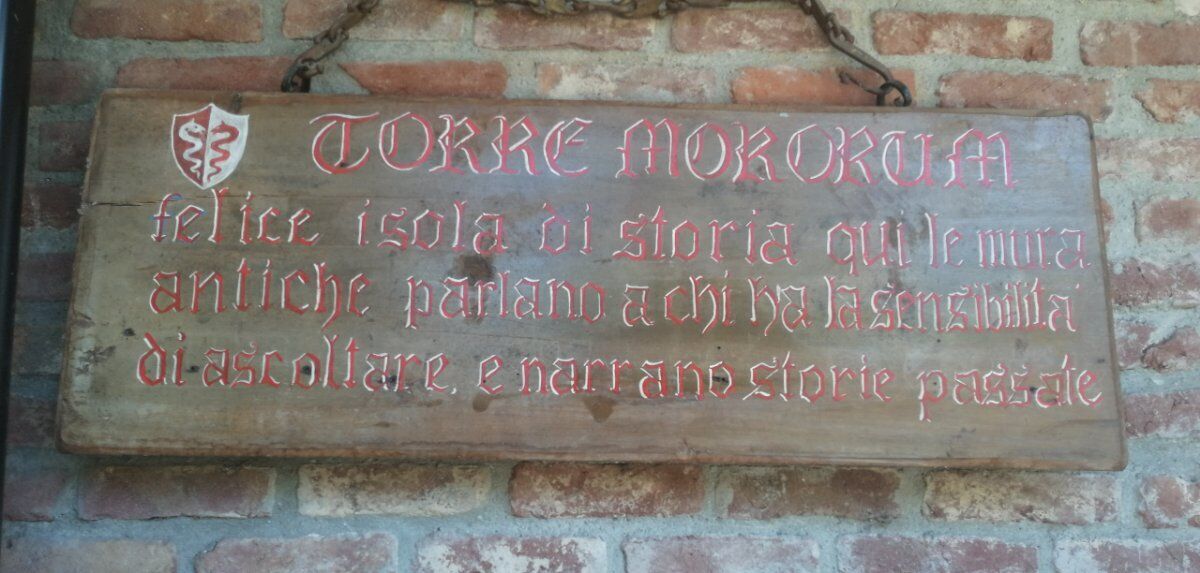 TORRE MORORUM
felice isola di storia qui le mura
antiche parlano a chi ha la sensibilita'
di ascoltare, e narrano storie passate